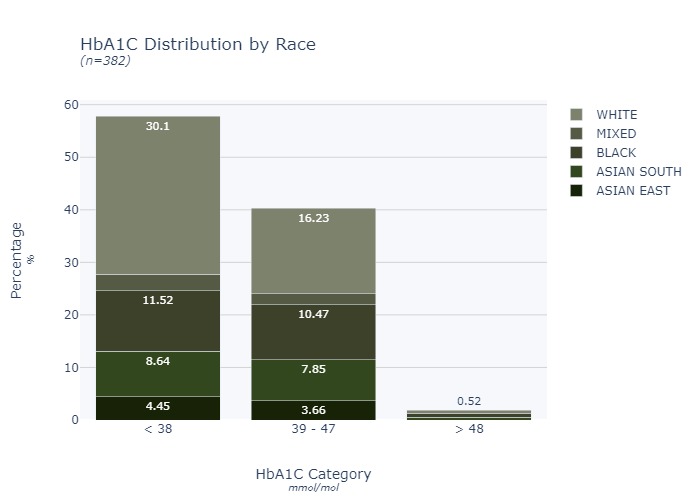 HbA1C Distribution by Race
(n=382)
WHITE
MIXED
BLACK
ASIAN SOUTH
ASIAN EAST
Percentage
%
60
50
40
30
20
10
0
30.1
11.52
8.64
4.45
16.23
10.47
7.85
3.66
0.52
< 38
39 - 47
> 48
HbA1C Category
mmol/mol